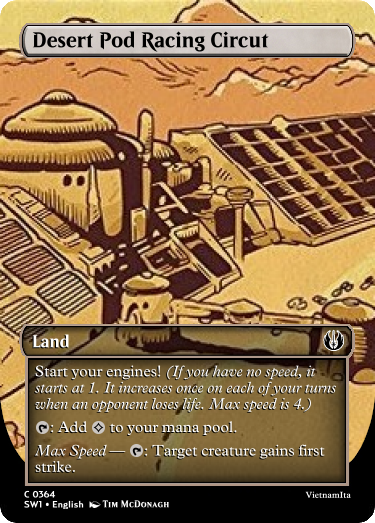 Desert Pod Racing Circut
Land
Start your engines! (If you have no speed, it
starts at 1. It increases once on each of your turns
when an opponent loses life. Max speed is 4.)
: Add to your mana pool.
Max Speed — : Target creature gains first
strike.
C 0364
SW1 • English TIM MCDONAGH
VietnamIta